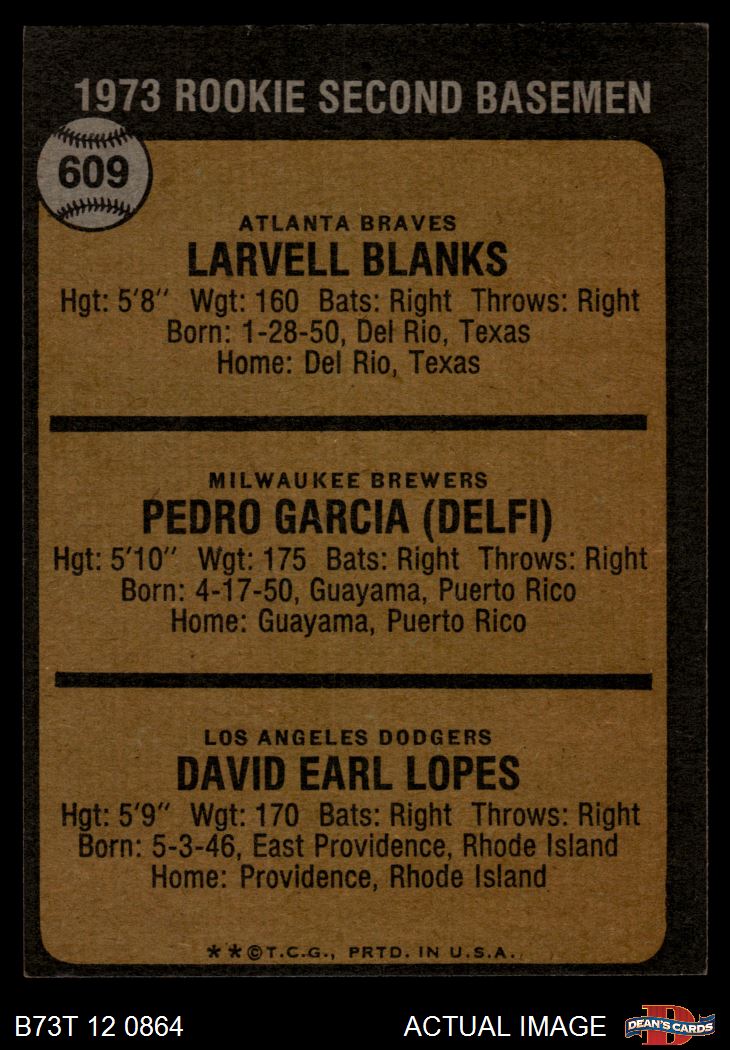 1973 ROOKIE SECOND BASEMEN
609
ATLANTA BRAVES
LARVELL BLANKS
Hgt: 5'8" Wgt: 160 Bats: Right Throws: Right
Born: 1-28-50, Del Rio, Texas
Home: Del Rio, Texas
MILWAUKEE BREWERS
PEDRO GARCIA (DELFI)
Hgt: 5'10" Wgt: 175 Bats: Right Throws: Right
Born: 4-17-50, Guayama, Puerto Rico
Home: Guayama, Puerto Rico
LOS ANGELES DODGERS
DAVID EARL LOPES
Hgt: 5'9" Wgt: 170 Bats: Right Throws: Right
Born: 5-3-46, East Providence, Rhode Island
Home: Providence, Rhode Island
**©T.C.G., PRTD. IN U.S.A.
B73T 12 0864 ACTUAL IMAGE D DEAN'S CARDS